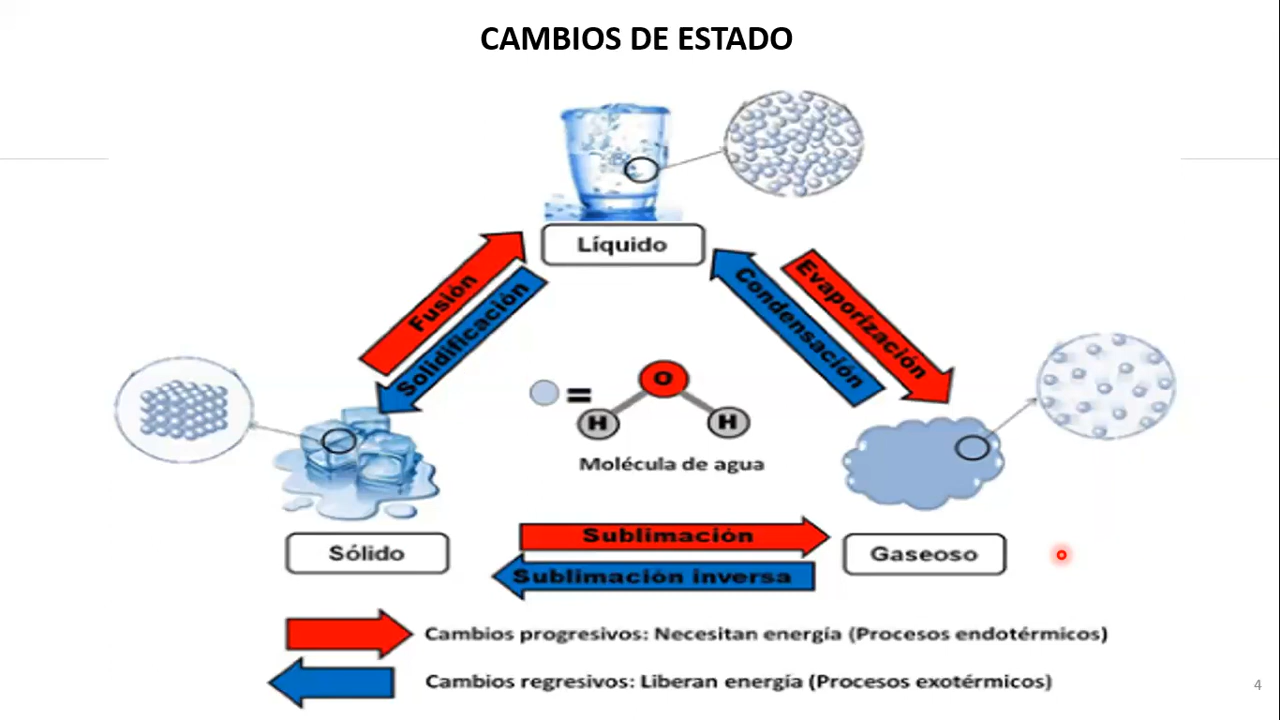 CAMBIOS DE ESTADO
Líquido
Fusión
Solidificación
Condensación
Evaporización
O
H
H
=
Molécula de agua
Sólido
Sublimación
Sublimación inversa
Gaseoso
Cambios progresivos: Necesitan energía (Procesos endotérmicos)
Cambios regresivos: Liberan energía (Procesos exotérmicos)
4